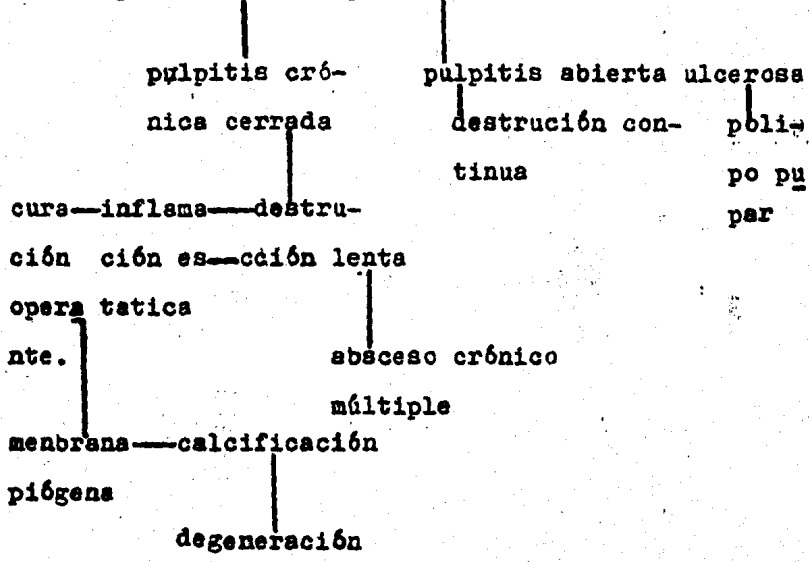 pulpitis cró- pulpitis abierta ulcerosa
nica cerrada destrución con- poli-
tinua po pu
cura—inflama—destru- par
ción ción es—cción lenta
opera tatica
nte. absceso crónico
múltiple
menbrana—calcificación
piógena
degeneración